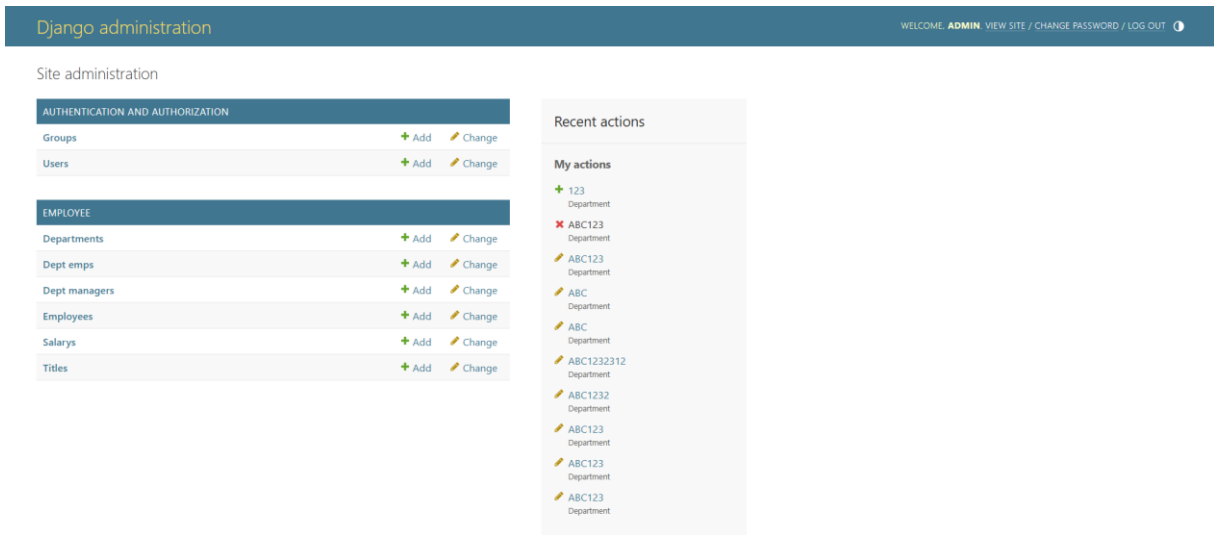 Django administration
WELCOME, ADMIN. VIEW SITE / CHANGE PASSWORD / LOG OUT
Site administration
AUTHENTICATION AND AUTHORIZATION
Groups Add Change
Users Add Change
EMPLOYEE
Departments Add Change
Dept emps Add Change
Dept managers Add Change
Employees Add Change
Salarys Add Change
Titles Add Change
Recent actions
My actions
123
Department
ABC123
Department
ABC123
Department
ABC
Department
ABC
Department
ABC1232312
Department
ABC1232
Department
ABC123
Department
ABC123
Department
ABC123
Department